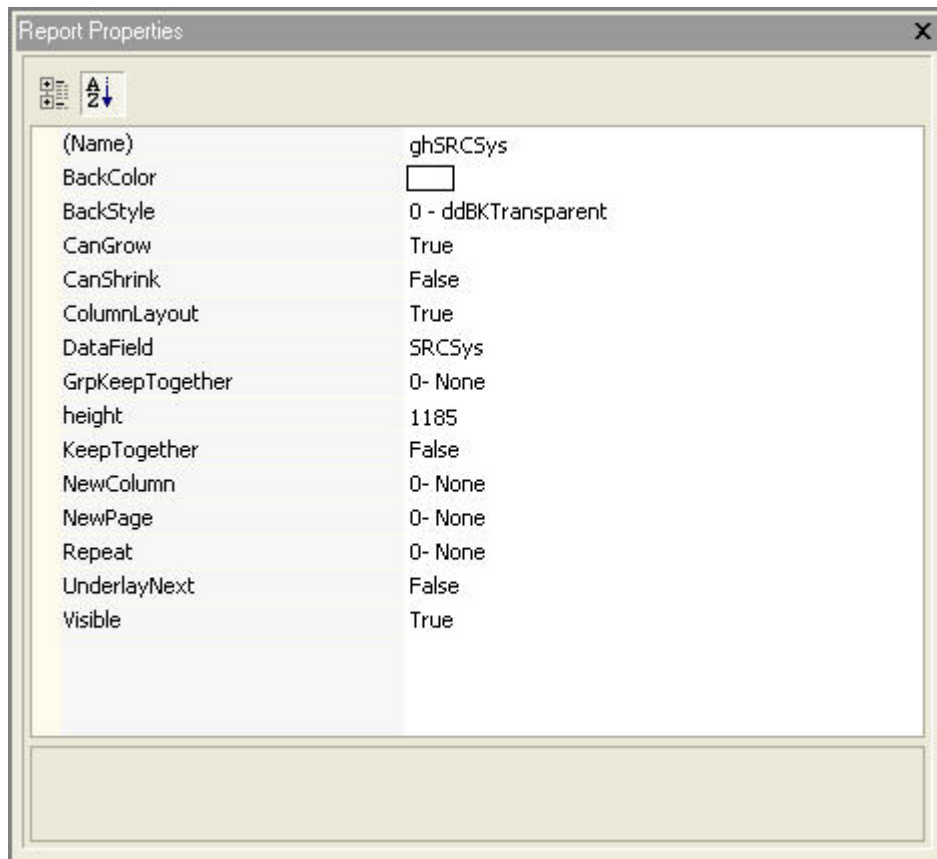 Report Properties
(Name) ghSRCSys
BackColor
BackStyle 0 - ddBKTransparent
CanGrow True
CanShrink False
ColumnLayout True
DataField SRCSys
GrpKeepTogether 0- None
height 1185
KeepTogether False
NewColumn 0- None
NewPage 0- None
Repeat 0- None
UnderlayNext False
Visible True